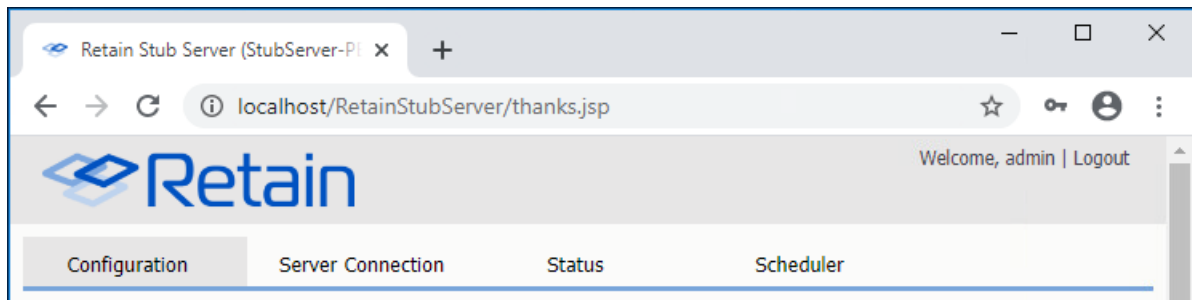 Retain Stub Server (StubServer-P
localhost/RetainStubServer/thanks.jsp
Retain
Welcome, admin | Logout
Configuration
Server Connection
Status
Scheduler